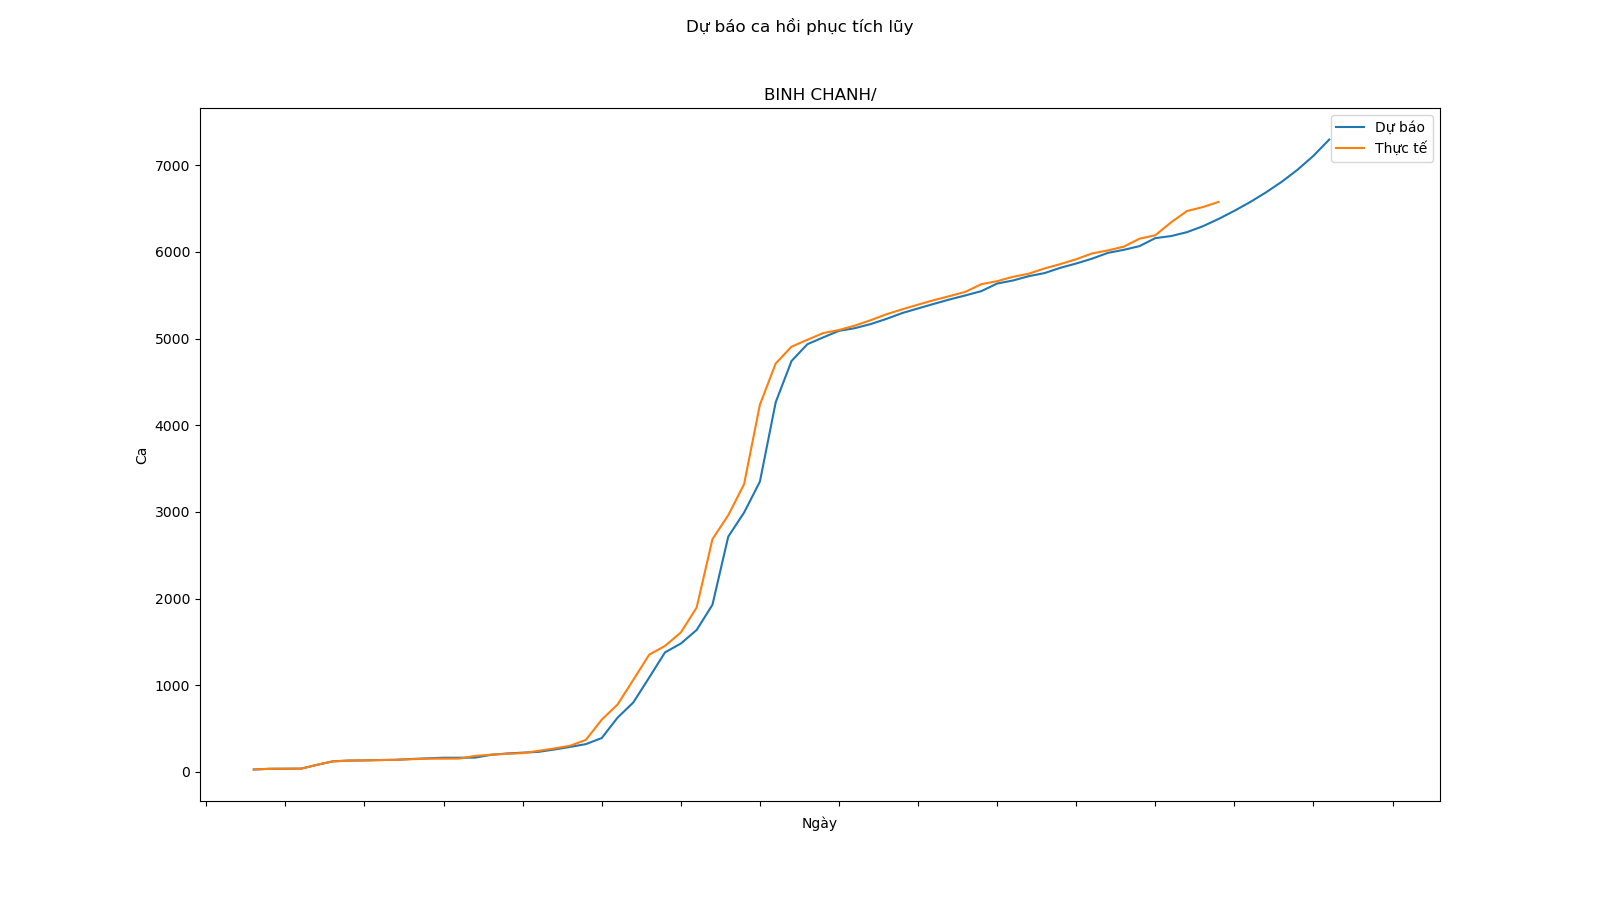 Dự báo ca hồi phục tích lũy
BINH CHANH/
Dự báo
Thực tế
7000
6000
5000
4000
3000
2000
1000
0
Ca
Ngày